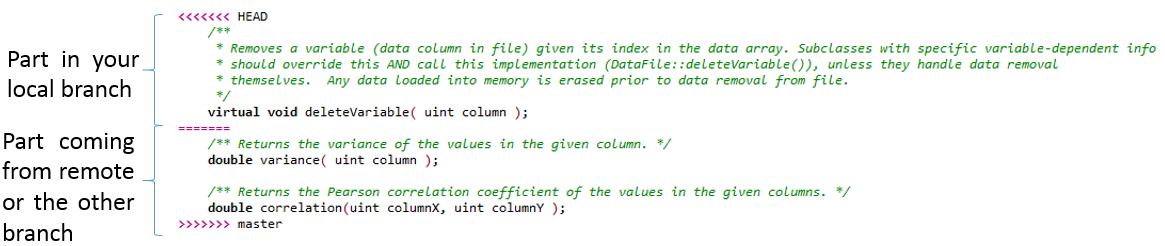 Part in your
local branch
Part coming
from remote
or the other
branch
<<<<<<< HEAD
/**
* Removes a variable (data column in file) given its index in the data array. Subclasses with specific variable-dependent info
* should override this AND call this implementation (DataFile::deleteVariable()), unless they handle data removal
* themselves.  Any data loaded into memory is erased prior to data removal from file.
*/
virtual void deleteVariable( uint column );
=======
/** Returns the variance of the values in the given column. */
double variance( uint column );
/** Returns the Pearson correlation coefficient of the values in the given columns. */
double correlation(uint columnX, uint columnY );
>>>>>>> master